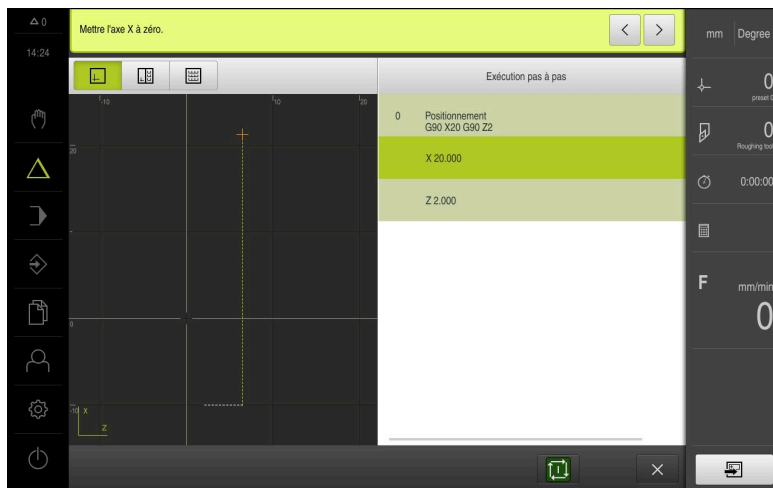 0
14:24
Mettre l'axe X à zéro.
mm
Degree
Exécution pas à pas
-10
10
20
0 Positionnement
G90 X20 G90 Z2
X 20.000
Z 2.000
20
0
-10
X
Z
0
preset 0
0
Roughing tool
0:00:00
F
mm/min
0